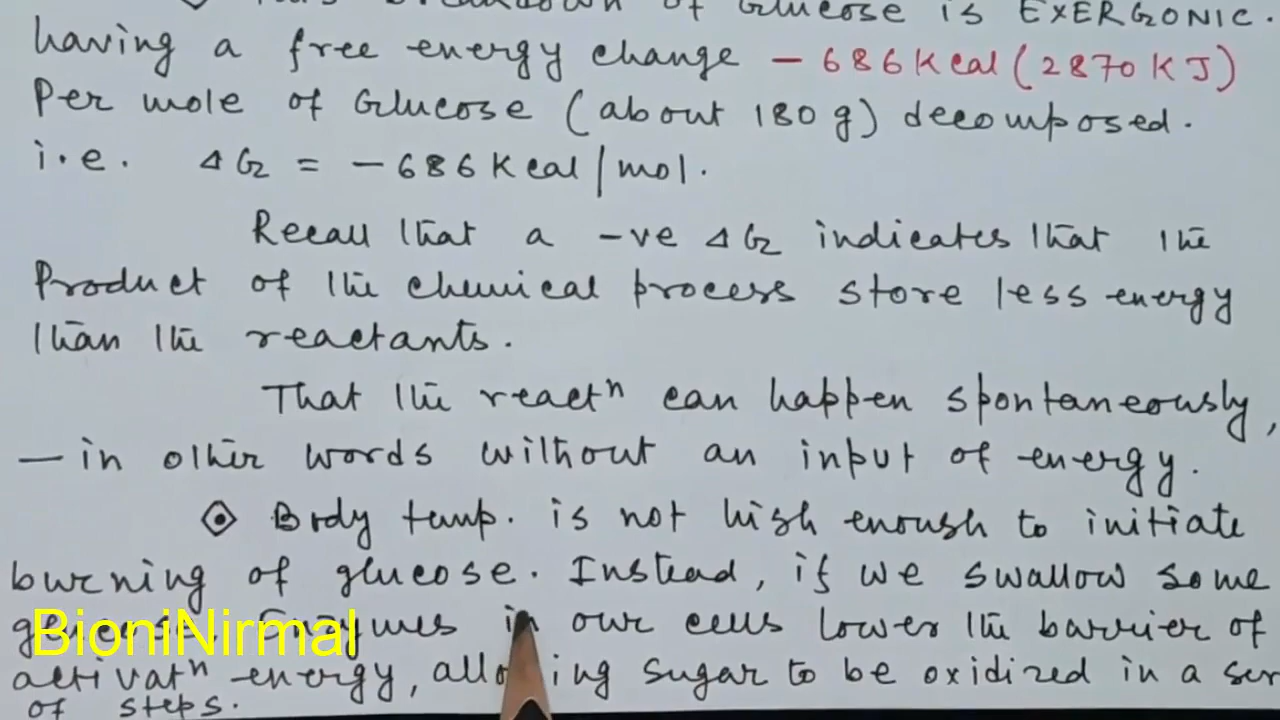 This breakdown of Glucose is EXERGONIC.
having a free energy change - 686 Kcal (2870 KJ)
Per mole of Glucose (about 180 g) decomposed.
i.e. ΔG = - 686 Kcal/mol.
Recall that a -ve ΔG indicates that the
Product of the chemical process store less energy
than the reactants.
That the reactⁿ can happen spontaneously,
— in other words without an input of energy.
Body temp. is not high enough to initiate
burning of glucose. Instead, if we swallow some
Enzymes in our cells lower the barrier of
BioniNirmal
activatⁿ energy, allowing sugar to be oxidized in a
of steps.